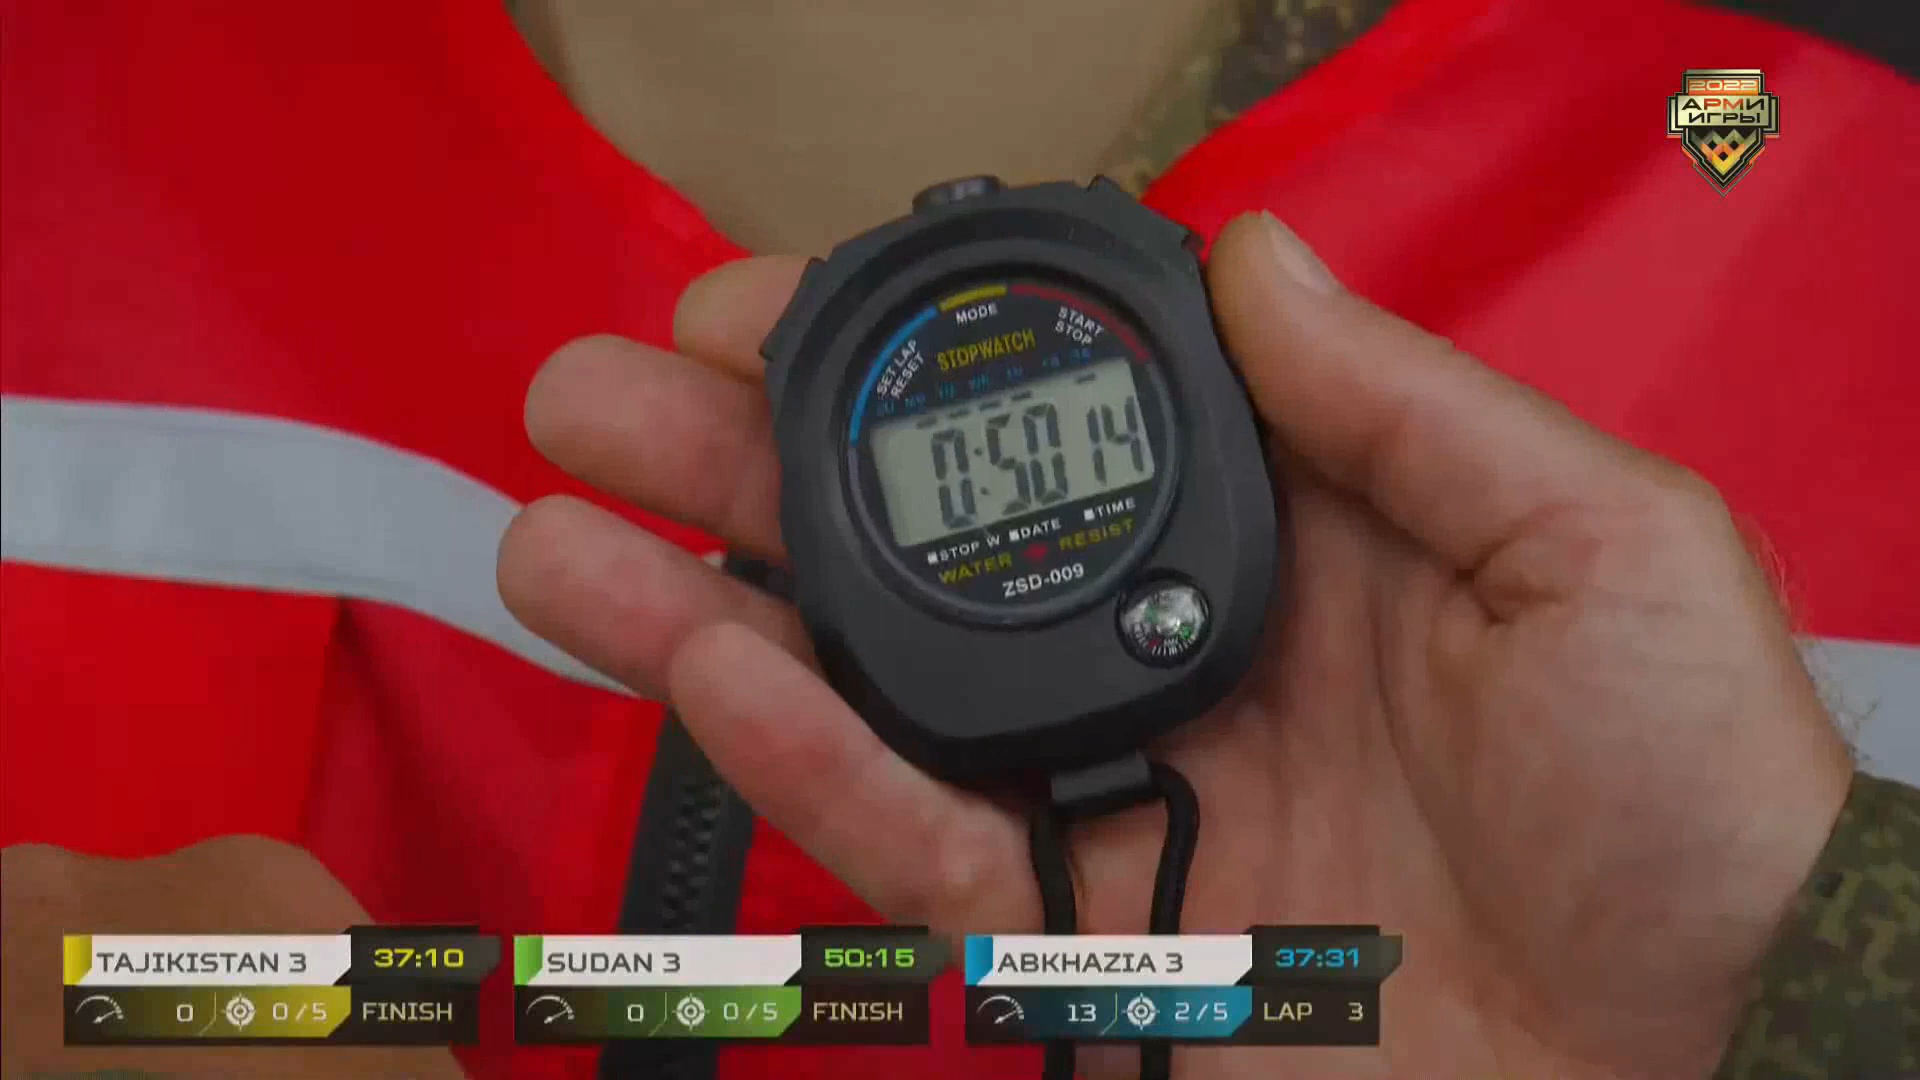 2022
АРМИ
ИГРЫ
MODE
START
STOP
SET LAP
RESET
STOPWATCH
0:50 14
STOP W DATE TIME
WATER RESIST
ZSD-009
TAJIKISTAN 3 37:10
0 0/5 FINISH
SUDAN 3 50:15
0 0/5 FINISH
ABKHAZIA 3 37:31
13 2/5 LAP 3